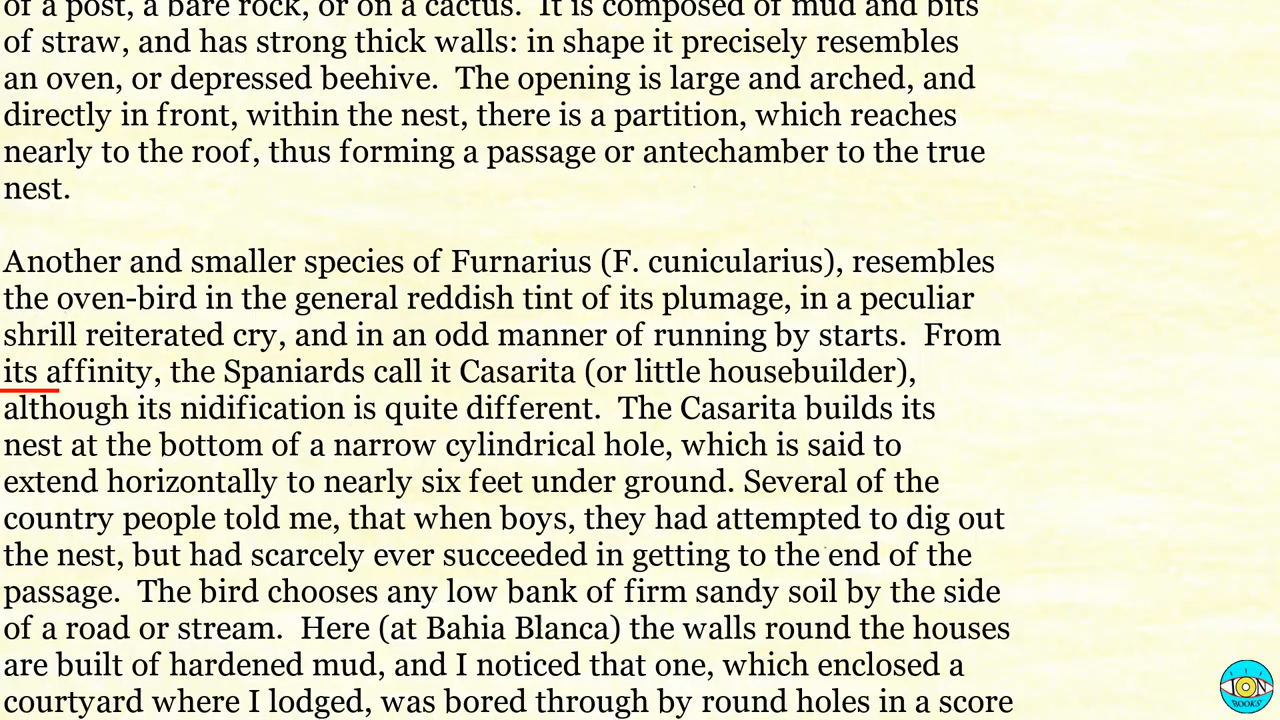 of a post, a bare rock, or on a cactus.  It is composed of mud and bits
of straw, and has strong thick walls: in shape it precisely resembles
an oven, or depressed beehive.  The opening is large and arched, and
directly in front, within the nest, there is a partition, which reaches
nearly to the roof, thus forming a passage or antechamber to the true
nest.
Another and smaller species of Furnarius (F. cunicularius), resembles
the oven-bird in the general reddish tint of its plumage, in a peculiar
shrill reiterated cry, and in an odd manner of running by starts.  From
its affinity, the Spaniards call it Casarita (or little housebuilder),
although its nidification is quite different.  The Casarita builds its
nest at the bottom of a narrow cylindrical hole, which is said to
extend horizontally to nearly six feet under ground. Several of the
country people told me, that when boys, they had attempted to dig out
the nest, but had scarcely ever succeeded in getting to the end of the
passage.  The bird chooses any low bank of firm sandy soil by the side
of a road or stream.  Here (at Bahia Blanca) the walls round the houses
are built of hardened mud, and I noticed that one, which enclosed a
courtyard where I lodged, was bored through by round holes in a score
ION
BOOKS